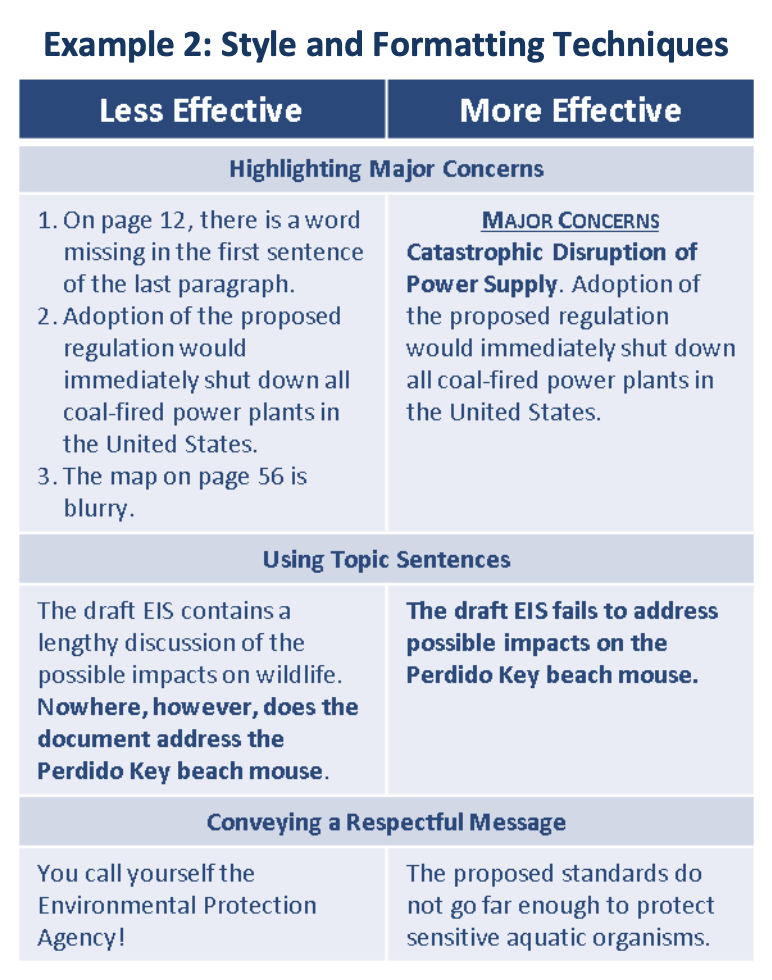 Example 2: Style and Formatting Techniques
Less Effective
More Effective
Highlighting Major Concerns
1. On page 12, there is a word
missing in the first sentence
of the last paragraph.
2. Adoption of the proposed
regulation would
immediately shut down all
coal-fired power plants in
the United States.
3. The map on page 56 is
blurry.
MAJOR CONCERNS
Catastrophic Disruption of
Power Supply. Adoption of
the proposed regulation
would immediately shut down
all coal-fired power plants in
the United States.
Using Topic Sentences
The draft EIS contains a
lengthy discussion of the
possible impacts on wildlife.
Nowhere, however, does the
document address the
Perdido Key beach mouse.
The draft EIS fails to address
possible impacts on the
Perdido Key beach mouse.
Conveying a Respectful Message
You call yourself the
Environmental Protection
Agency!
The proposed standards do
not go far enough to protect
sensitive aquatic organisms.